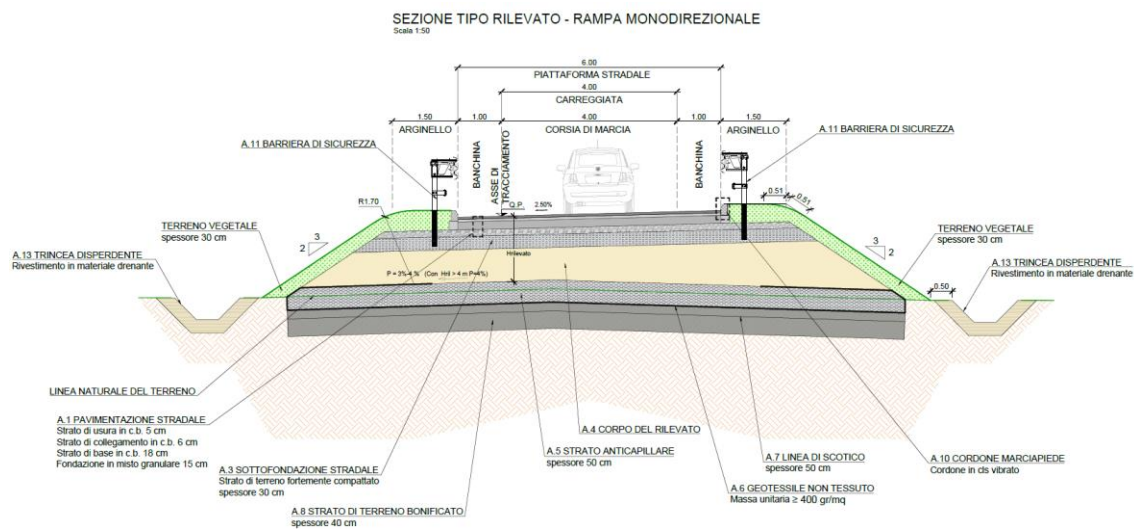 SEZIONE TIPO RILEVATO - RAMPA MONODIREZIONALE
Scala 1:50
6.00
PIATTAFORMA STRADALE
4.00
CARREGGIATA
1.50
1.00
4.00
1.00
1.50
ARGINELLO
CORSIA DI MARCIA
ARGINELLO
A.11 BARRIERA DI SICUREZZA
A.11 BARRIERA DI SICUREZZA
BANCHINA
ASSE DI
TRACCIAMENTO
BANCHINA
R1.70
Q.P.
2.50%
0.51
0.51
TERRENO VEGETALE
spessore 30 cm
TERRENO VEGETALE
spessore 30 cm
3
2
3
2
A.13 TRINCEA DISPERDENTE
Rivestimento in materiale drenante
A.13 TRINCEA DISPERDENTE
Rivestimento in materiale drenante
Hrilevato
P = 3%-4 % (Con Hril > 4 m P=4%)
0.50
LINEA NATURALE DEL TERRENO
A.1 PAVIMENTAZIONE STRADALE
Strato di usura in c.b. 5 cm
Strato di collegamento in c.b. 6 cm
Strato di base in c.b. 18 cm
Fondazione in misto granulare 15 cm
A.3 SOTTOFONDAZIONE STRADALE
Strato di terreno fortemente compattato
spessore 30 cm
A.8 STRATO DI TERRENO BONIFICATO
spessore 40 cm
A.4 CORPO DEL RILEVATO
A.5 STRATO ANTICAPILLARE
spessore 50 cm
A.6 GEOTESSILE NON TESSUTO
Massa unitaria ≥ 400 gr/mq
A.7 LINEA DI SCOTICO
spessore 50 cm
A.10 CORDONE MARCIAPIEDE
Cordone in cls vibrato